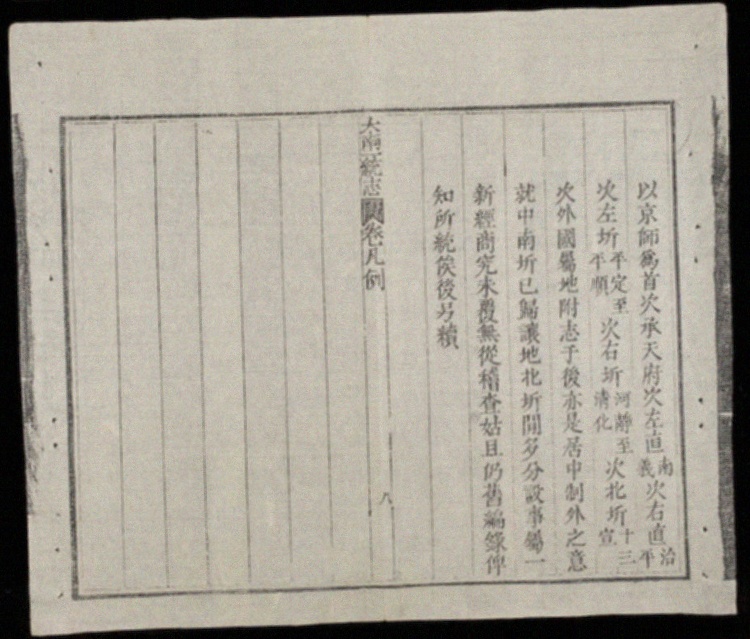 以京師爲首次承天府次左直南義次右直治平
次左圻平定至平順次右圻河靜至清化次北圻十三宣
次外國屬地附志于後亦是居中制外之意
就中南圻已歸讓地北圻間多分設事屬一
新經商究未覆無從稽查姑且仍舊編錄俾
知所統俟後另續
大南一統志卷凡例
八